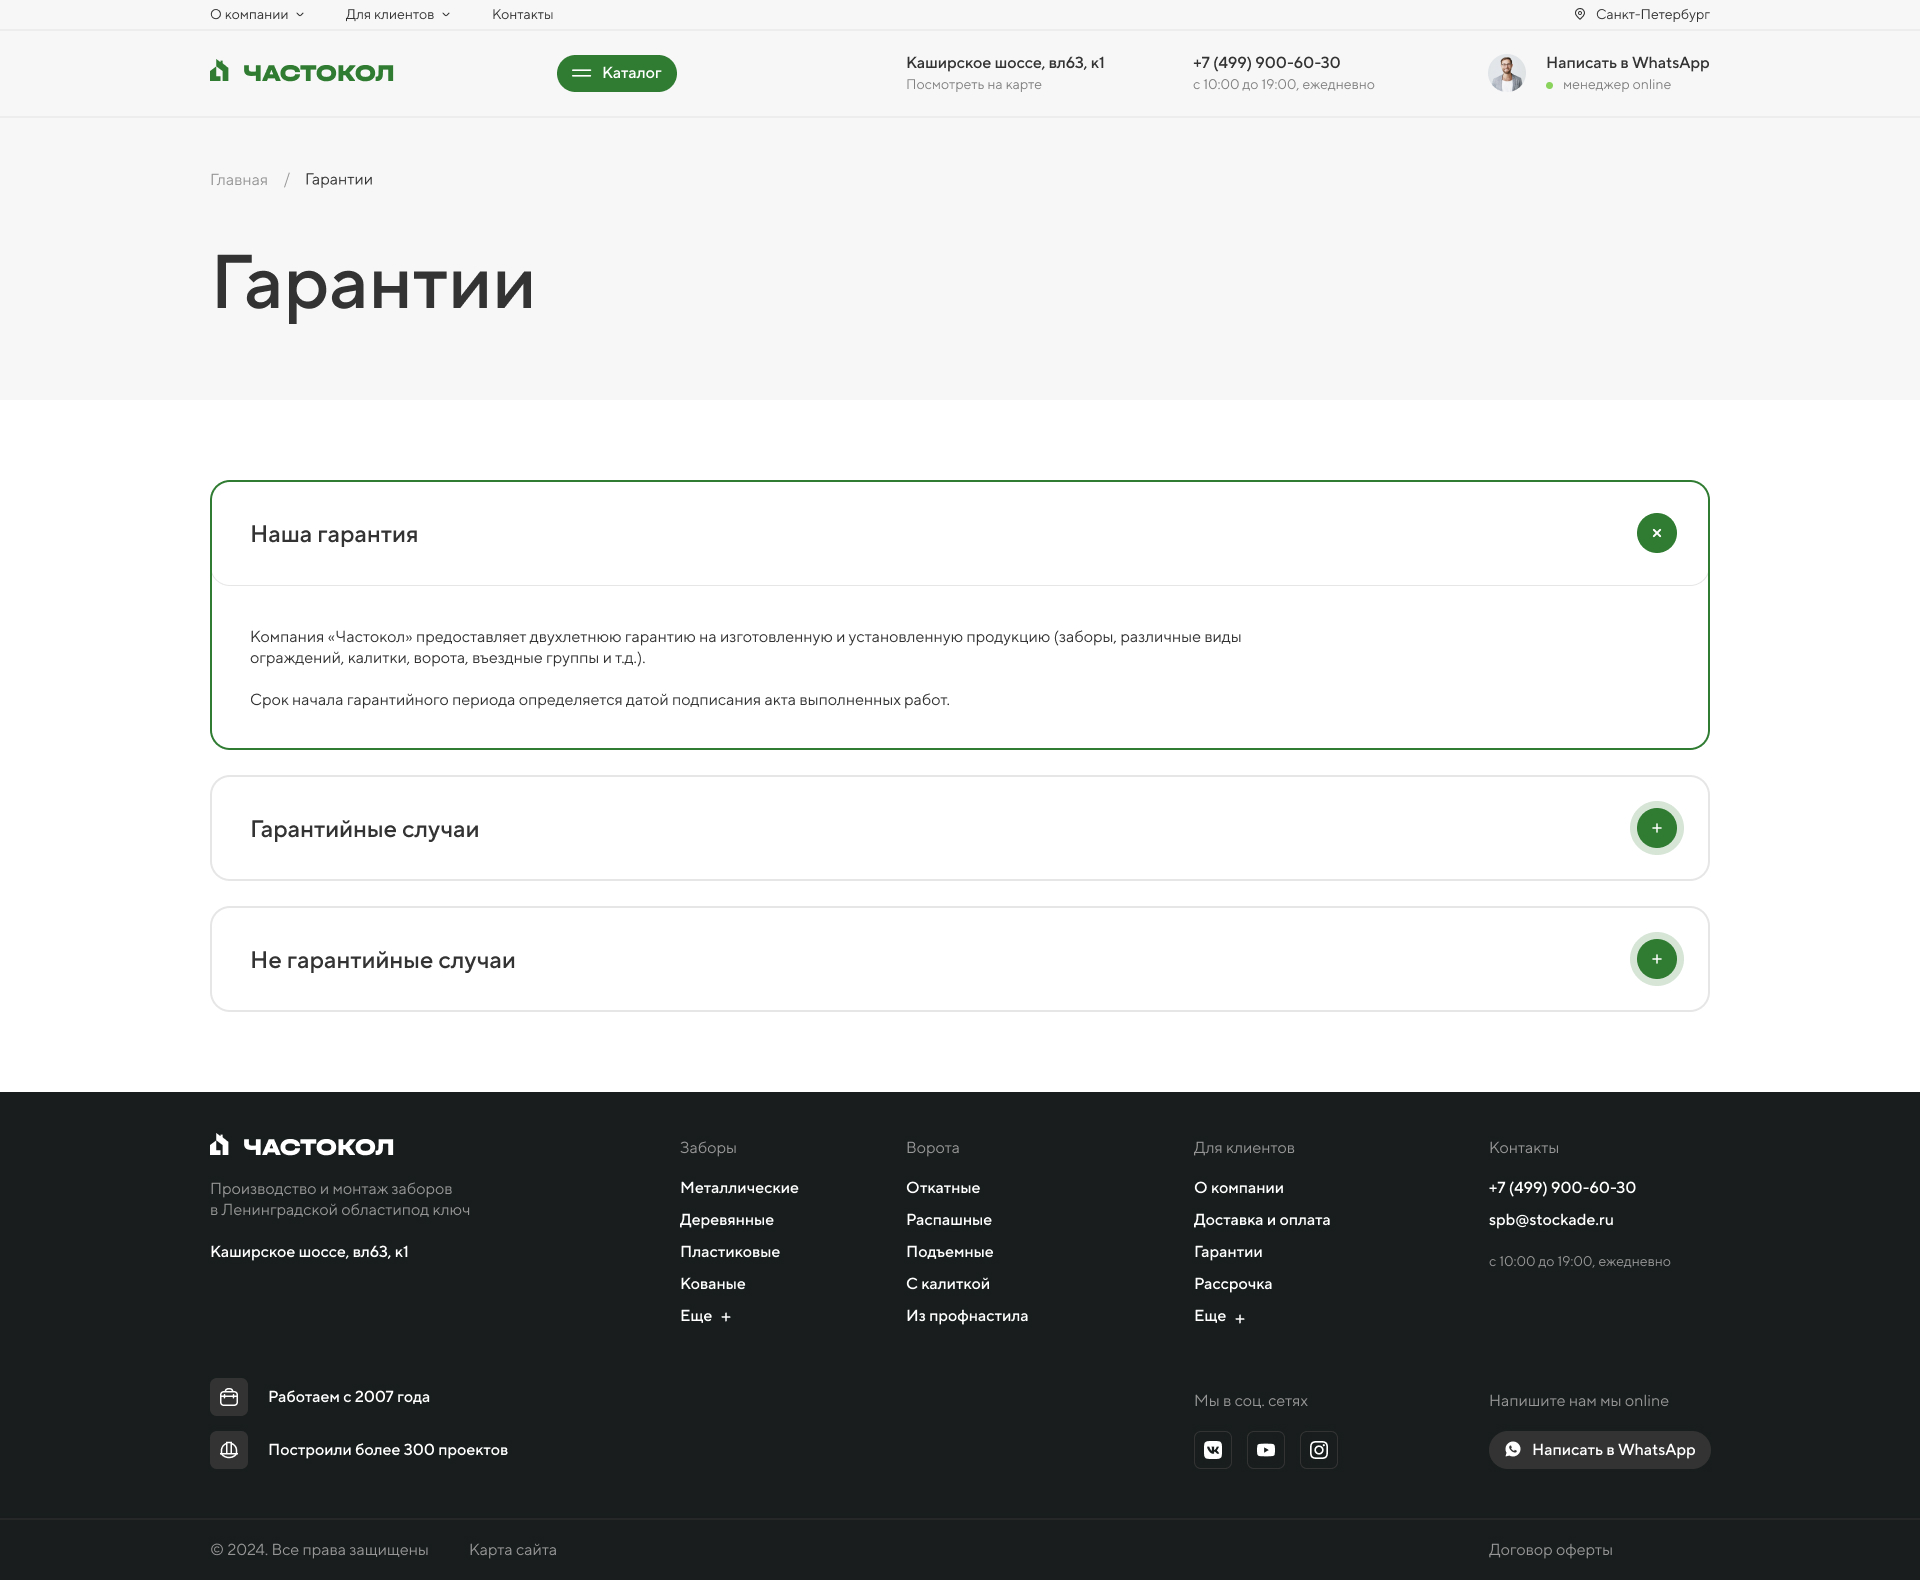 О компании
Для клиентов
Контакты
Санкт-Петербург
ЧАСТОКОЛ
Каталог
Каширское шоссе, вл63, к1
Посмотреть на карте
+7 (499) 900-60-30
с 10:00 до 19:00, ежедневно
Написать в WhatsApp
менеджер online
Главная / Гарантии
Гарантии
Наша гарантия
Компания «Частокол» предоставляет двухлетнюю гарантию на изготовленную и установленную продукцию (заборы, различные виды
ограждений, калитки, ворота, въездные группы и т.д.).
Срок начала гарантийного периода определяется датой подписания акта выполненных работ.
Гарантийные случаи
+
Не гарантийные случаи
+
ЧАСТОКОЛ
Производство и монтаж заборов
в Ленинградской областипод ключ
Каширское шоссе, вл63, к1
Заборы
Металлические
Деревянные
Пластиковые
Кованые
Еще +
Ворота
Откатные
Распашные
Подъемные
С калиткой
Из профнастила
Для клиентов
О компании
Доставка и оплата
Гарантии
Рассрочка
Еще +
Контакты
+7 (499) 900-60-30
spb@stockade.ru
с 10:00 до 19:00, ежедневно
Работаем с 2007 года
Построили более 300 проектов
Мы в соц. сетях
Напишите нам мы online
Написать в WhatsApp
© 2024. Все права защищены
Карта сайта
Договор оферты